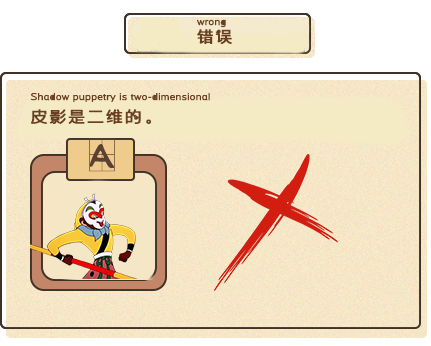 wrong
错误
Shadow puppetry is two-dimensional
皮影是二维的。
A